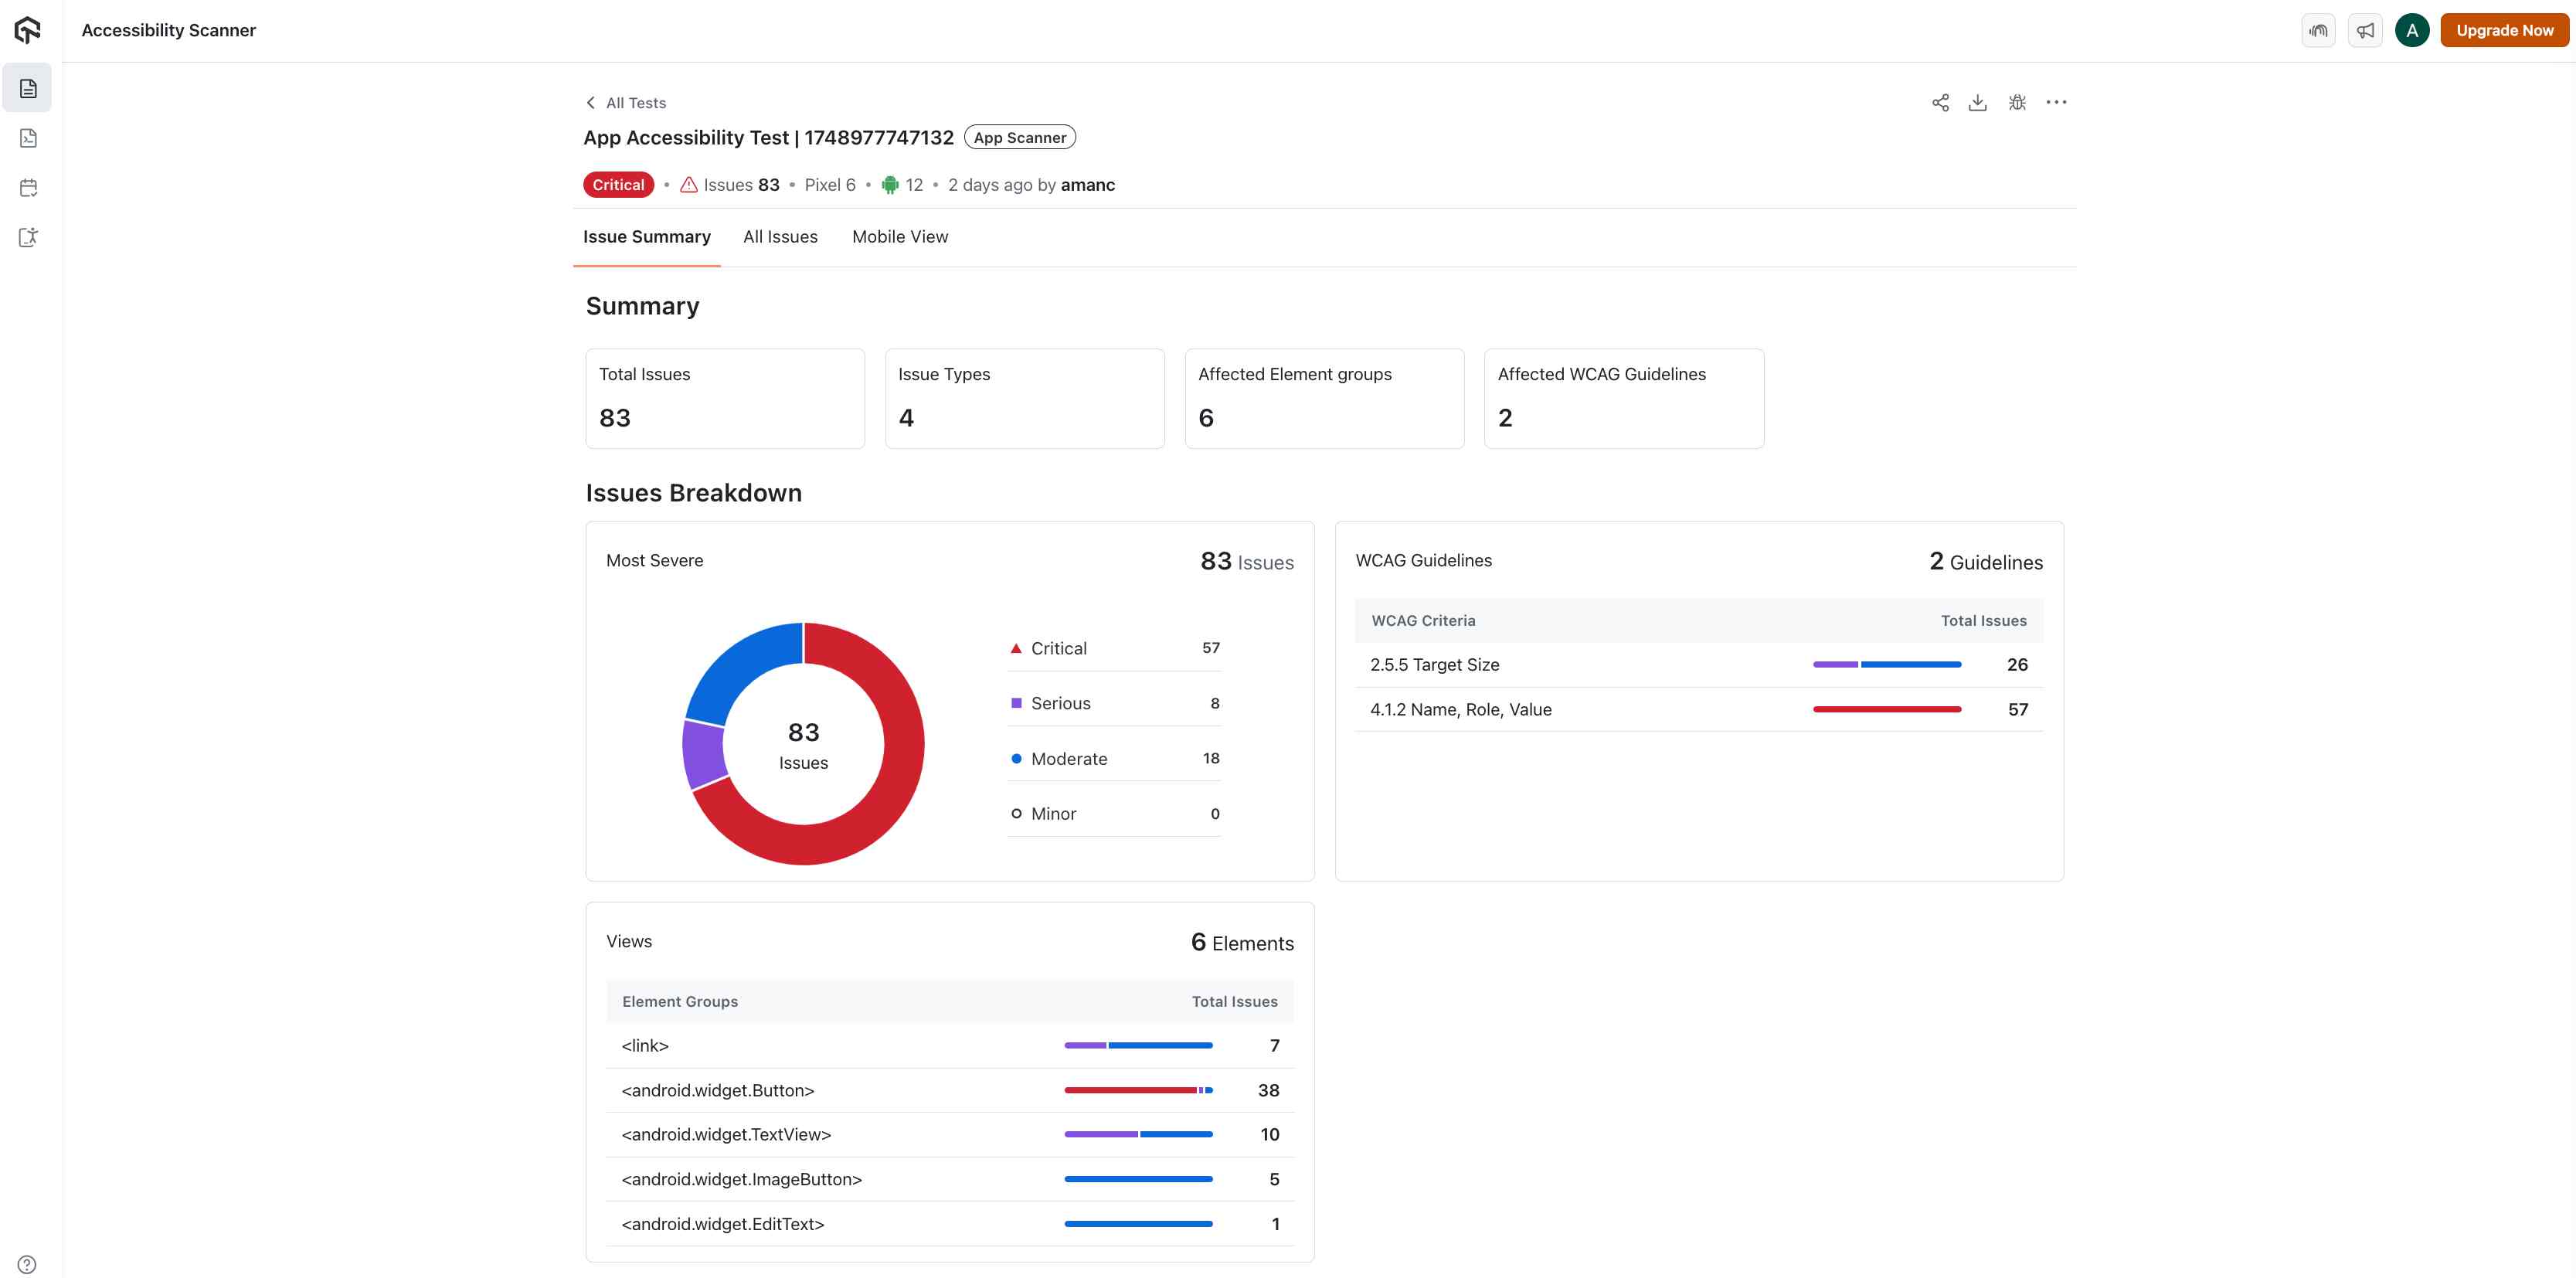 Accessibility Scanner
A
Upgrade Now
All Tests
App Accessibility Test | 1748977747132 App Scanner
Critical • Issues 83 • Pixel 6 • 12 • 2 days ago by amanc
Issue Summary All Issues Mobile View
Summary
Total Issues Issue Types Affected Element groups Affected WCAG Guidelines
83 4 6 2
Issues Breakdown
Most Severe 83 Issues
83
Issues
Critical 57
Serious 8
Moderate 18
Minor 0
WCAG Guidelines 2 Guidelines
WCAG Criteria Total Issues
2.5.5 Target Size 26
4.1.2 Name, Role, Value 57
Views 6 Elements
Element Groups Total Issues
<link> 7
<android.widget.Button> 38
<android.widget.TextView> 10
<android.widget.ImageButton> 5
<android.widget.EditText> 1